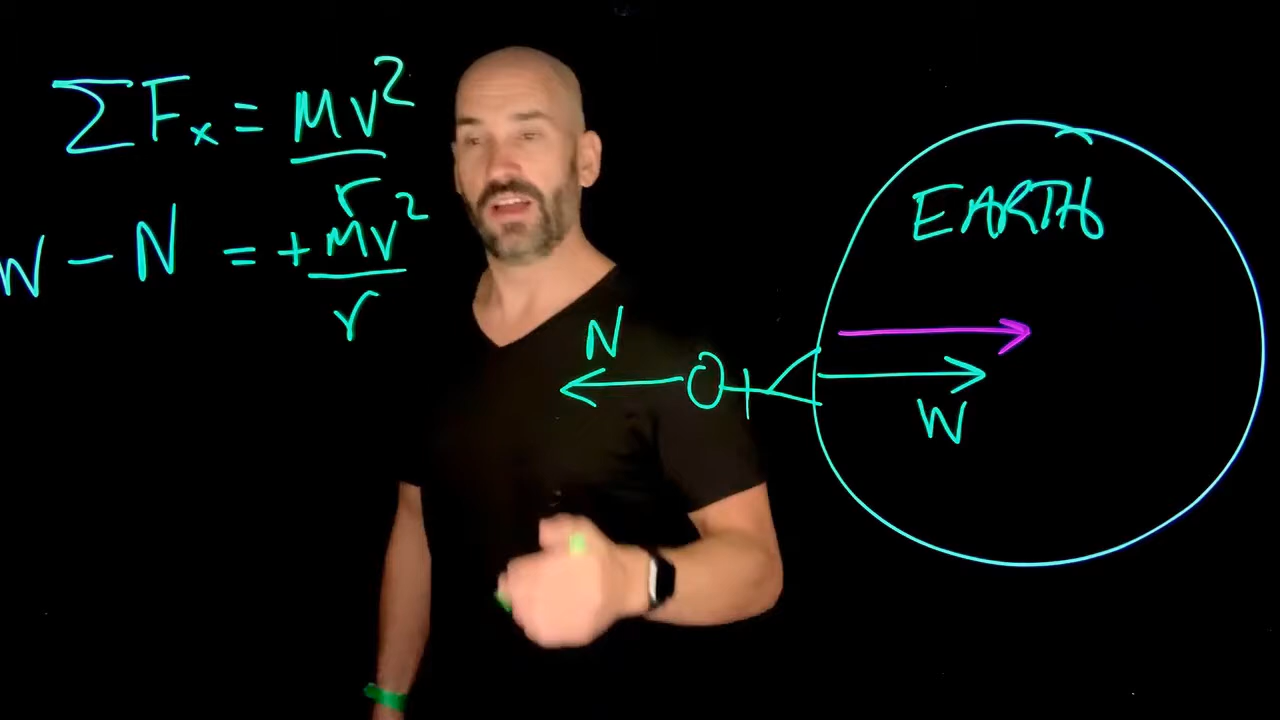 ΣFx = mv²/r
W - N = + mv²/r
EARTH
N
W